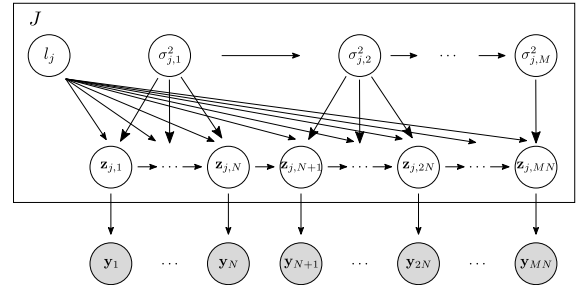 J
l_j σ²_{j,1} σ²_{j,2} ··· σ²_{j,M}
z_{j,1} ··· z_{j,N} z_{j,N+1} ··· z_{j,2N} ··· z_{j,MN}
y_1 ··· y_N y_{N+1} ··· y_{2N} ··· y_{MN}